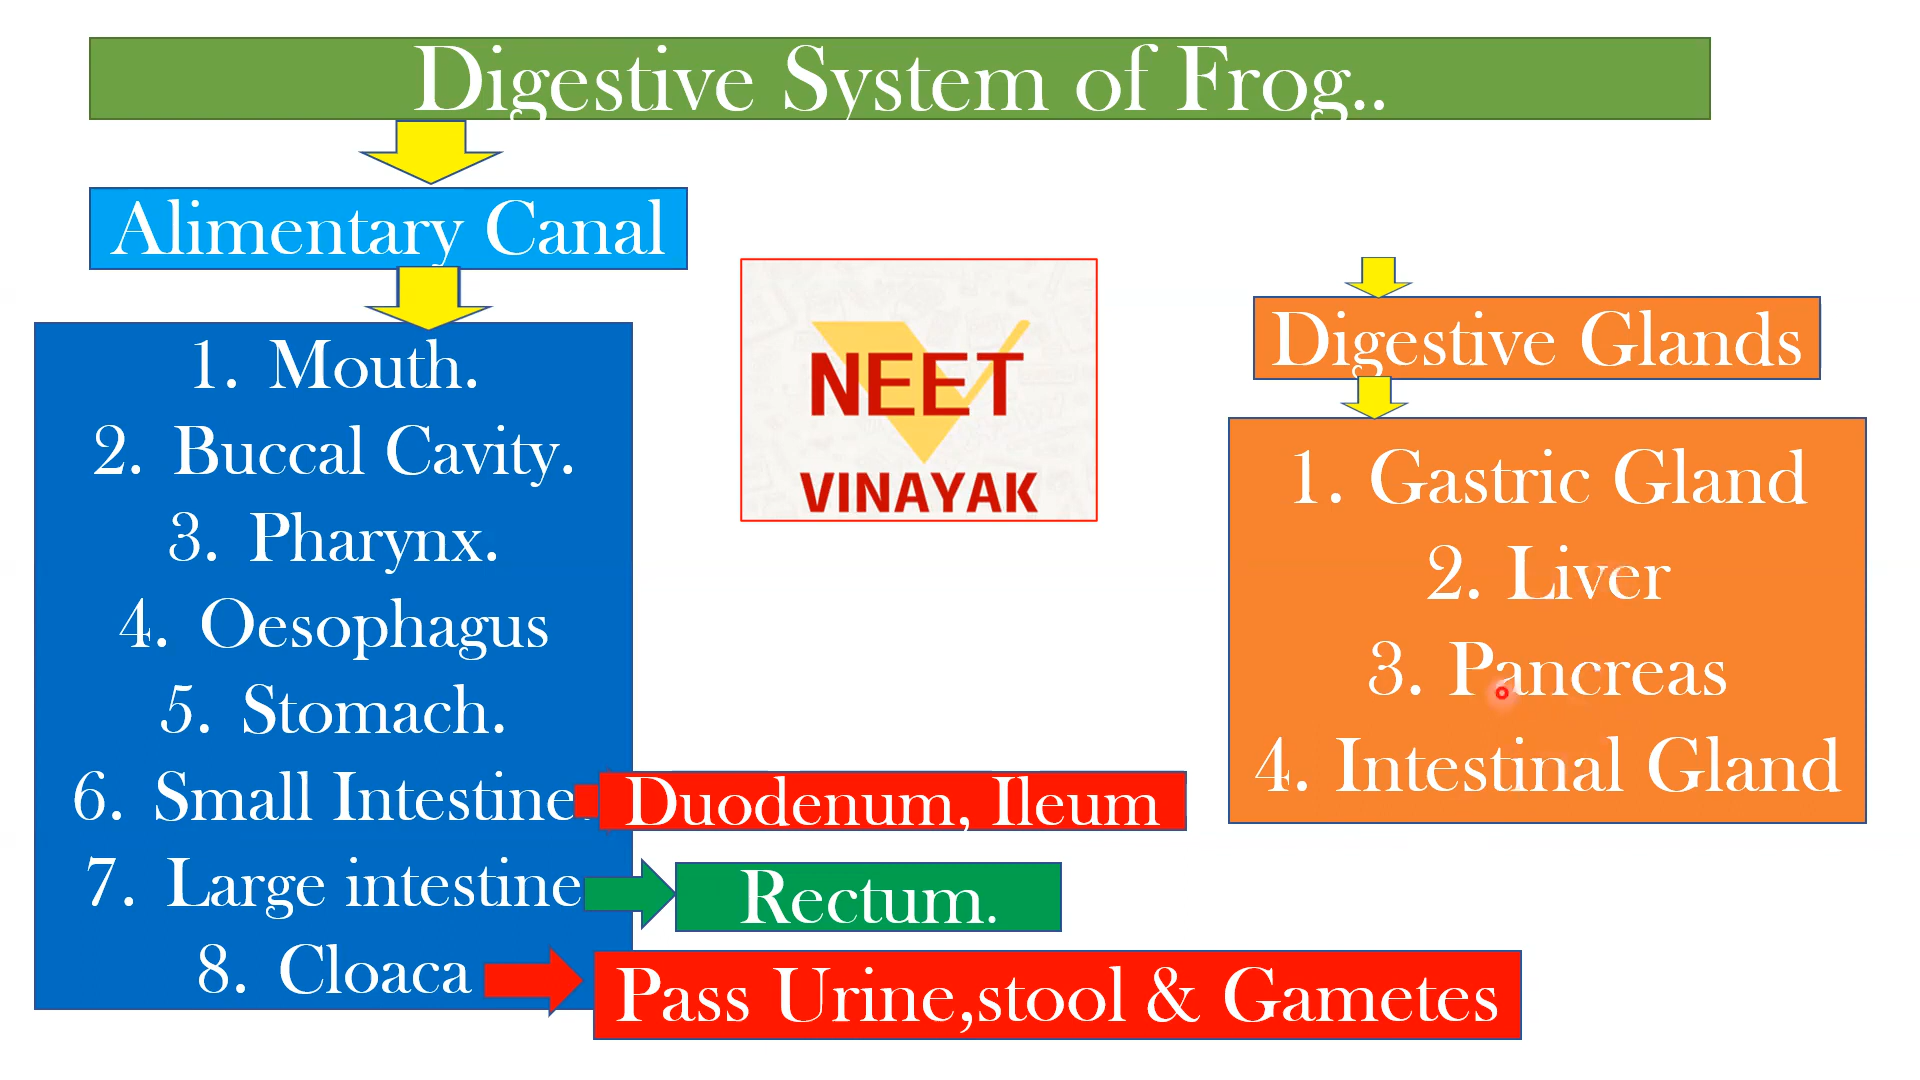 Digestive System of Frog..
Alimentary Canal
1. Mouth.
2. Buccal Cavity.
3. Pharynx.
4. Oesophagus
5. Stomach.
6. Small Intestine.
Duodenum, Ileum
7. Large intestine
Rectum.
8. Cloaca
Pass Urine,stool & Gametes
NEET
VINAYAK
Digestive Glands
1. Gastric Gland
2. Liver
3. Pancreas
4. Intestinal Gland